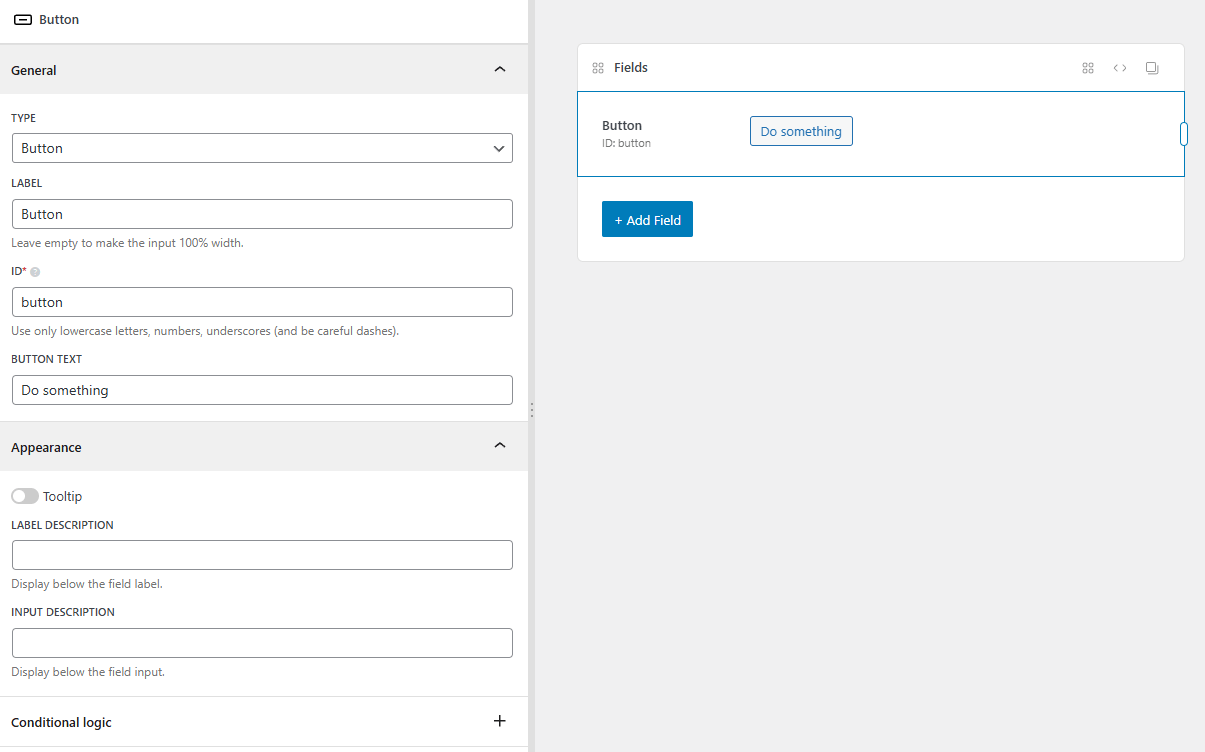 Button
General
TYPE
Button
LABEL
Button
Leave empty to make the input 100% width.
ID* ?
button
Use only lowercase letters, numbers, underscores (and be careful dashes).
BUTTON TEXT
Do something
Appearance
Tooltip
LABEL DESCRIPTION
Display below the field label.
INPUT DESCRIPTION
Display below the field input.
Conditional logic
Fields
Button
ID: button
Do something
+ Add Field